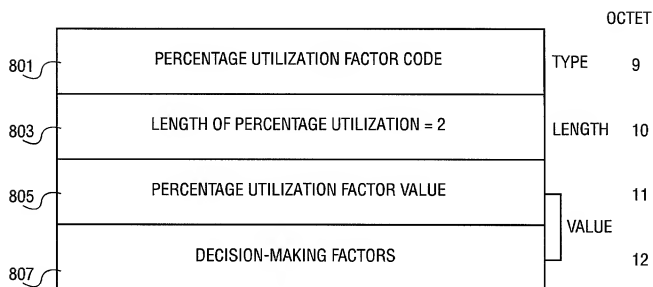 OCTET
801 PERCENTAGE UTILIZATION FACTOR CODE TYPE 9
803 LENGTH OF PERCENTAGE UTILIZATION = 2 LENGTH 10
805 PERCENTAGE UTILIZATION FACTOR VALUE 11
VALUE
807 DECISION-MAKING FACTORS 12